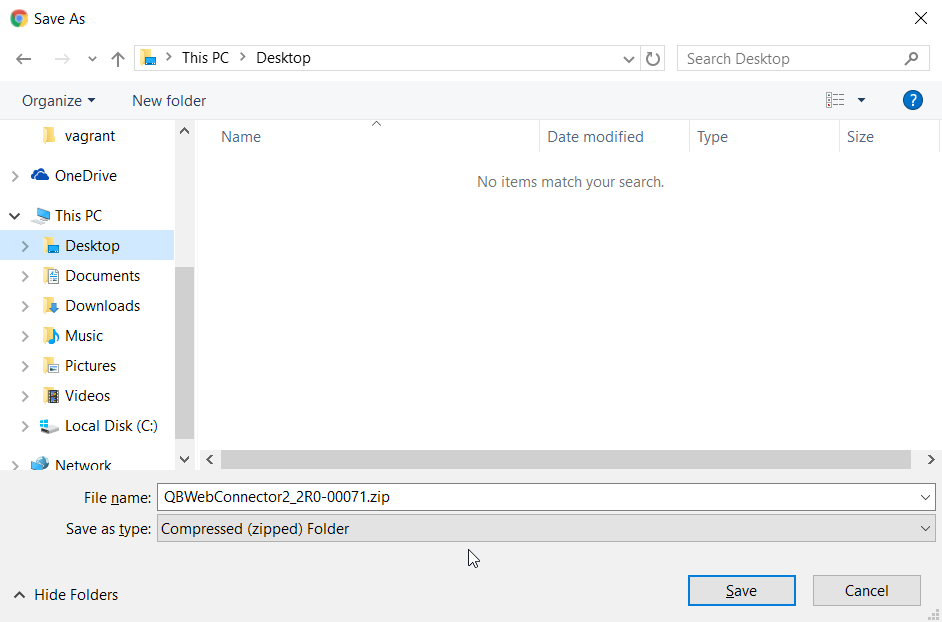 Save As
This PC > Desktop
Search Desktop
Organize
New folder
?
Name
Date modified
Type
Size
No items match your search.
vagrant
OneDrive
This PC
Desktop
Documents
Downloads
Music
Pictures
Videos
Local Disk (C:)
Network
File name: QBWebConnector2_2R0-00071.zip
Save as type: Compressed (zipped) Folder
Hide Folders
Save
Cancel